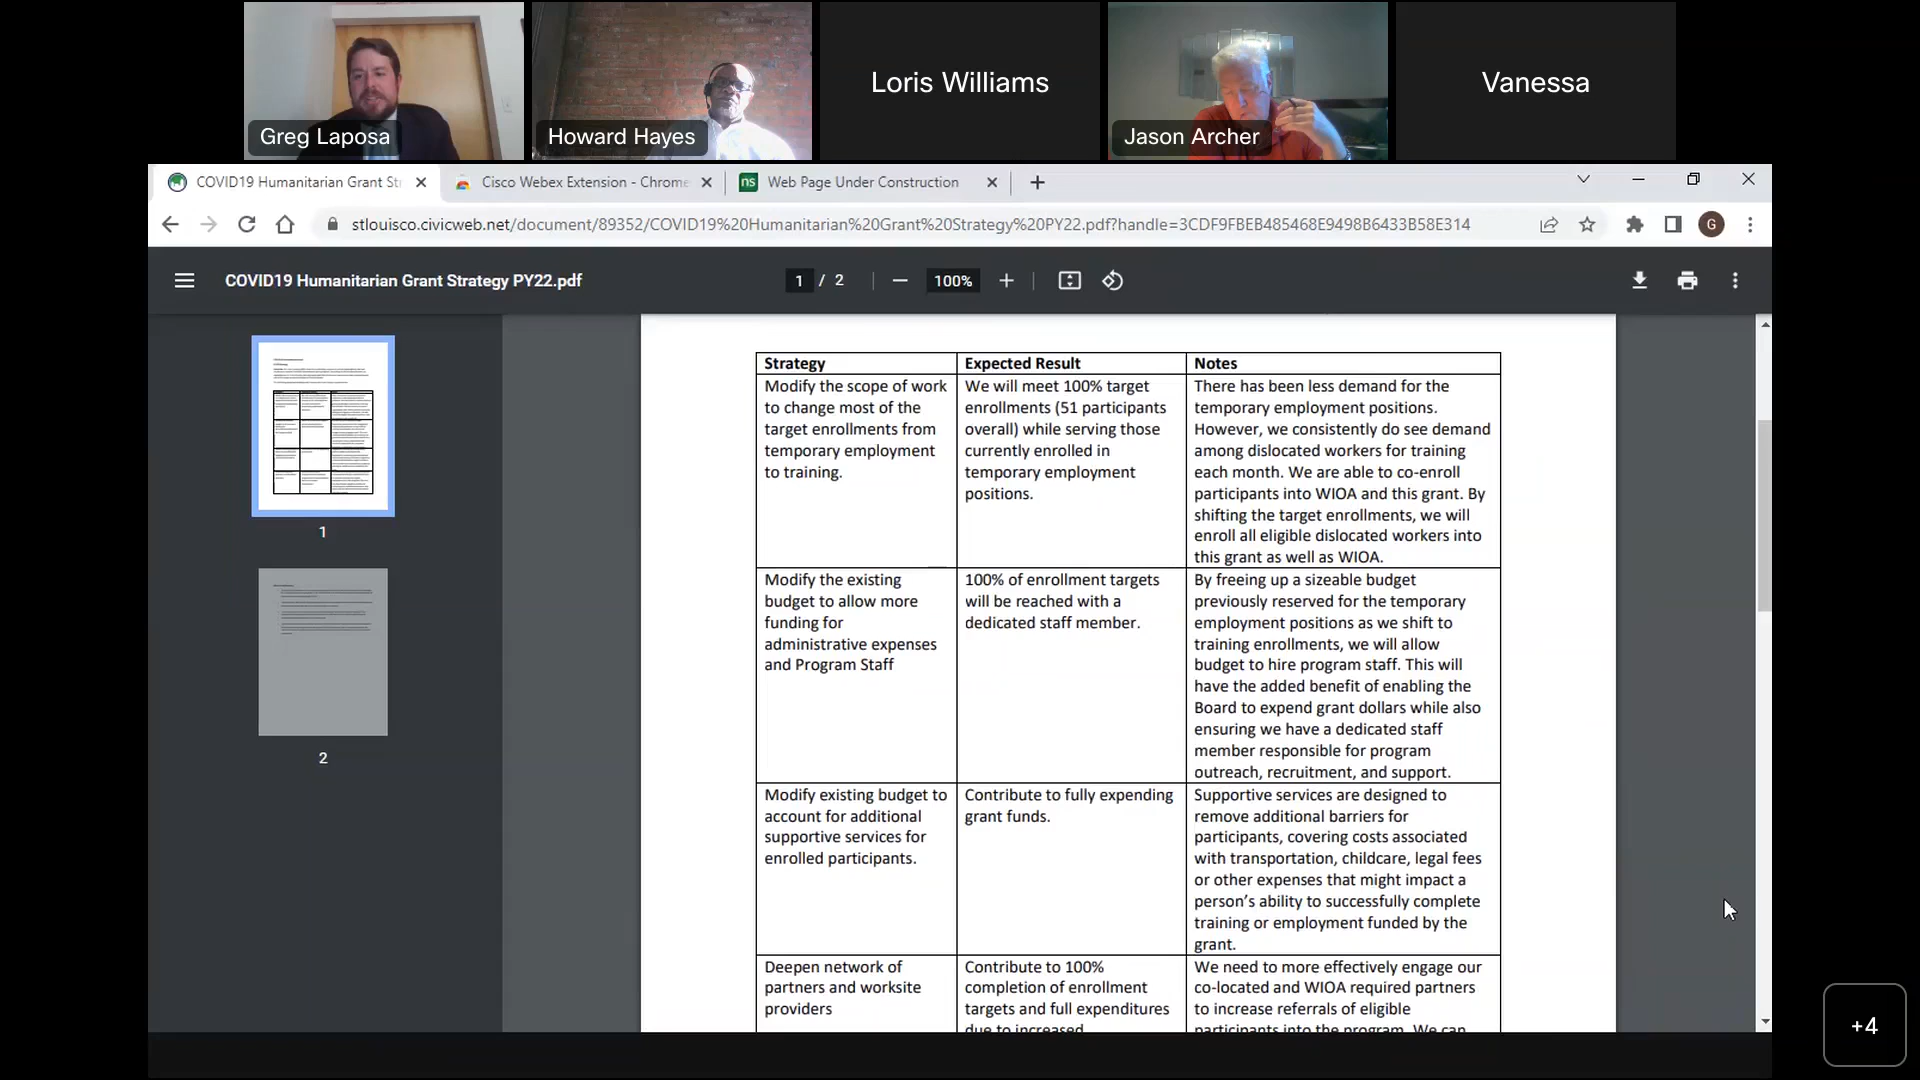 Greg Laposa
Howard Hayes
Loris Williams
Jason Archer
Vanessa
COVID19 Humanitarian Grant St
Cisco Webex Extension - Chrome
ns
Web Page Under Construction
stlouisco.civicweb.net/document/89352/COVID19%20Humanitarian%20Grant%20Strategy%20PY22.pdf?handle=3CDF9FBEB485468E9498B6433B58E314
G
COVID19 Humanitarian Grant Strategy PY22.pdf
1 / 2
100%
1
2
Strategy
Expected Result
Notes
Modify the scope of work
to change most of the
target enrollments from
temporary employment
to training.
We will meet 100% target
enrollments (51 participants
overall) while serving those
currently enrolled in
temporary employment
positions.
There has been less demand for the
temporary employment positions.
However, we consistently do see demand
among dislocated workers for training
each month. We are able to co-enroll
participants into WIOA and this grant. By
shifting the target enrollments, we will
enroll all eligible dislocated workers into
this grant as well as WIOA.
Modify the existing
budget to allow more
funding for
administrative expenses
and Program Staff
100% of enrollment targets
will be reached with a
dedicated staff member.
By freeing up a sizeable budget
previously reserved for the temporary
employment positions as we shift to
training enrollments, we will allow
budget to hire program staff. This will
have the added benefit of enabling the
Board to expend grant dollars while also
ensuring we have a dedicated staff
member responsible for program
outreach, recruitment, and support.
Modify existing budget to
account for additional
supportive services for
enrolled participants.
Contribute to fully expending
grant funds.
Supportive services are designed to
remove additional barriers for
participants, covering costs associated
with transportation, childcare, legal fees
or other expenses that might impact a
person's ability to successfully complete
training or employment funded by the
grant.
Deepen network of
partners and worksite
providers
Contribute to 100%
completion of enrollment
targets and full expenditures
due to increased
We need to more effectively engage our
co-located and WIOA required partners
to increase referrals of eligible
participants into the program. We can
+4